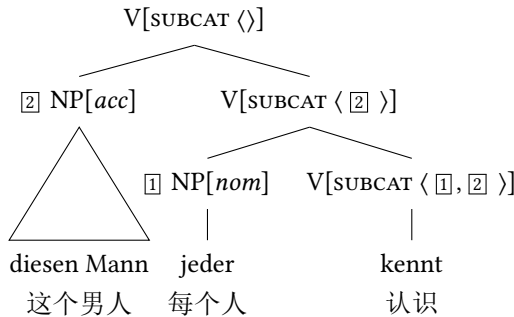 V[SUBCAT ⟨⟩]
[2] NP[acc] V[SUBCAT ⟨ [2] ⟩]
[1] NP[nom] V[SUBCAT ⟨ [1], [2] ⟩]
diesen Mann jeder kennt
这个男人 每个人 认识